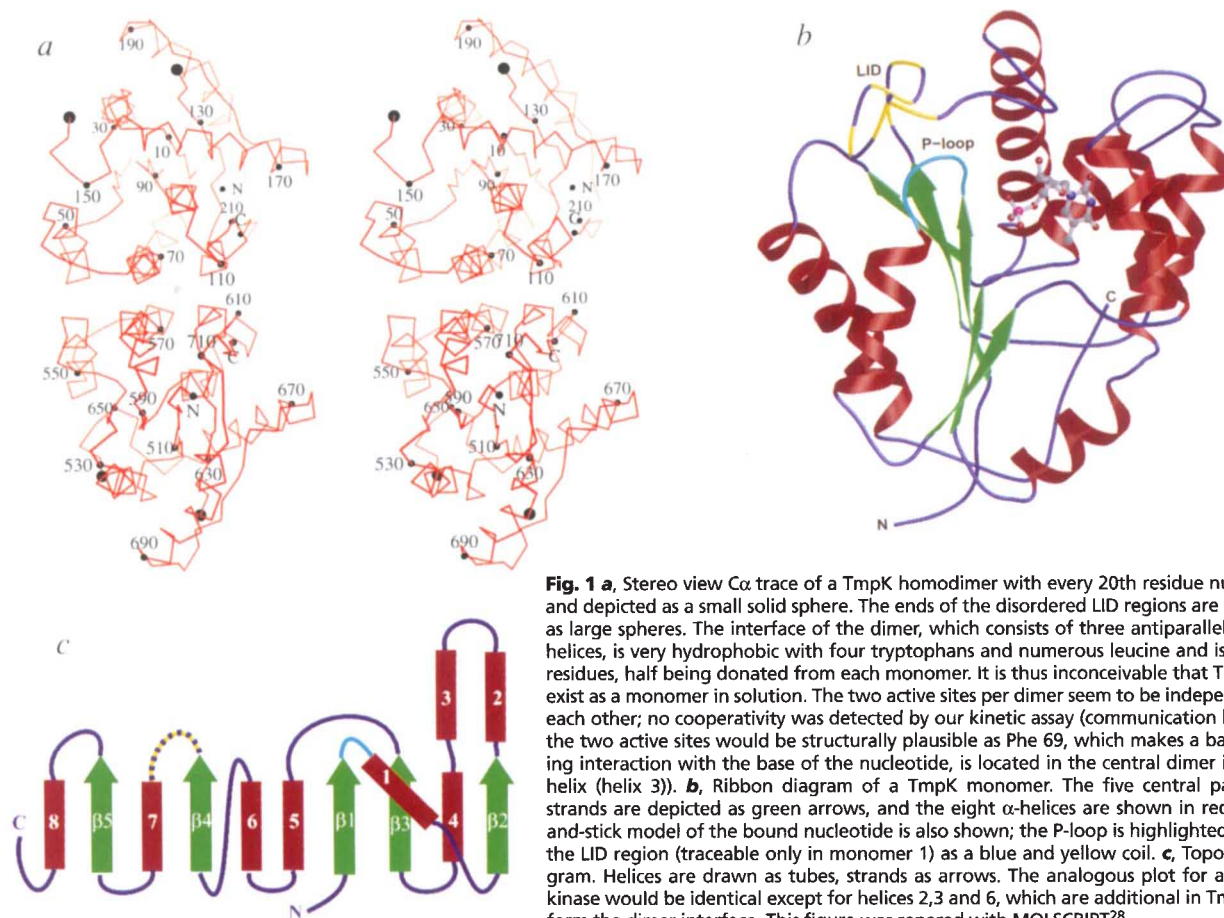 a
190
130
30
10
150
90
170
50
N
210
C
70
110
610
570
710
C
550
590
N
670
650
510
530
630
690
190
130
30
10
150
90
170
50
N
210
C
70
110
610
570
710
C
550
590
N
670
650
510
530
630
690
b
LID
P-loop
C
N
c
3 2
1
8 β5 7 β4 6 5 β1 β3 4 β2
C
N
Fig. 1 a, Stereo view Cα trace of a TmpK homodimer with every 20th residue nu
and depicted as a small solid sphere. The ends of the disordered LID regions are
as large spheres. The interface of the dimer, which consists of three antiparallel
helices, is very hydrophobic with four tryptophans and numerous leucine and is
residues, half being donated from each monomer. It is thus inconceivable that T
exist as a monomer in solution. The two active sites per dimer seem to be indepe
each other; no cooperativity was detected by our kinetic assay (communication
the two active sites would be structurally plausible as Phe 69, which makes a ba
ing interaction with the base of the nucleotide, is located in the central dimer i
helix (helix 3)). b, Ribbon diagram of a TmpK monomer. The five central pa
strands are depicted as green arrows, and the eight α-helices are shown in red
and-stick model of the bound nucleotide is also shown; the P-loop is highlighted
the LID region (traceable only in monomer 1) as a blue and yellow coil. c, Topo
gram. Helices are drawn as tubes, strands as arrows. The analogous plot for a
kinase would be identical except for helices 2,3 and 6, which are additional in Tm
form the dimer interface. This figure was repared with MOLSCRIPT28